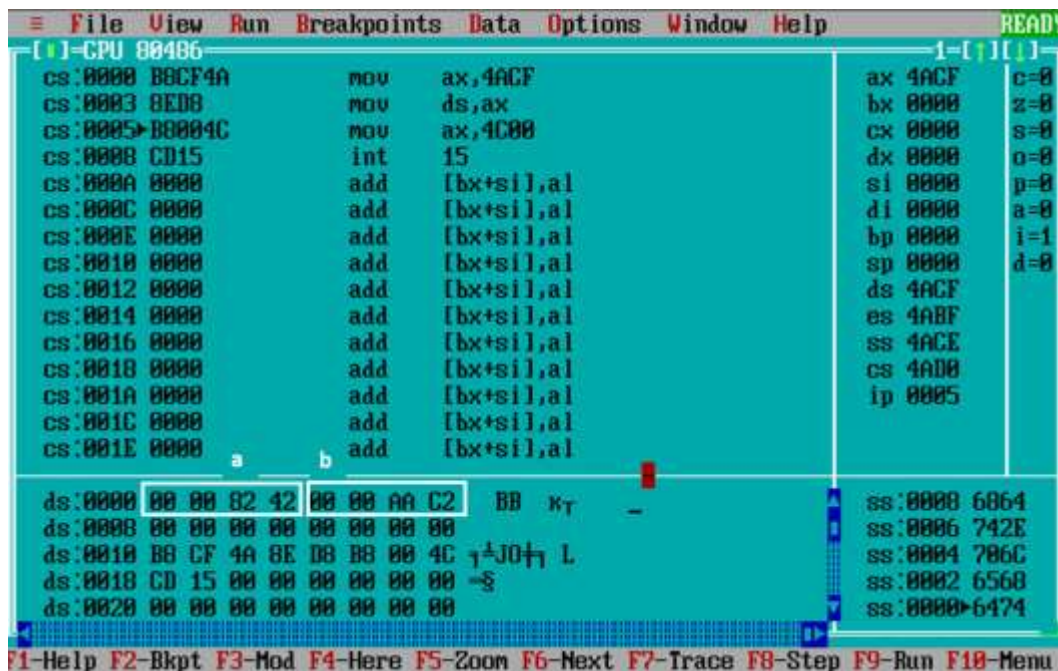 ≡ File View Run Breakpoints Data Options Window Help READ
[■]=CPU 80486 1=[↑][↓]
cs:0000 B8CF4A mov ax,4ACF ax 4ACF c=0
cs:0003 8ED8 mov ds,ax bx 0000 z=0
cs:0005►B8004C mov ax,4C00 cx 0000 s=0
cs:0008 CD15 int 15 dx 0000 o=0
cs:000A 0000 add [bx+si],al si 0000 p=0
cs:000C 0000 add [bx+si],al di 0000 a=0
cs:000E 0000 add [bx+si],al bp 0000 i=1
cs:0010 0000 add [bx+si],al sp 0000 d=0
cs:0012 0000 add [bx+si],al ds 4ACF
cs:0014 0000 add [bx+si],al es 4ABF
cs:0016 0000 add [bx+si],al ss 4ACE
cs:0018 0000 add [bx+si],al cs 4AD0
cs:001A 0000 add [bx+si],al ip 0005
cs:001C 0000 add [bx+si],al
cs:001E 0000 add [bx+si],al
a b
ds:0000 00 00 82 42 00 00 AA C2 BB кт ss:0008 6864
ds:0008 00 00 00 00 00 00 00 00 ss:0006 742E
ds:0010 B8 CF 4A 8E D8 B8 00 4C ╕╧JО╪╕ L ss:0004 706C
ds:0018 CD 15 00 00 00 00 00 00 ═§ ss:0002 6568
ds:0020 00 00 00 00 00 00 00 00 ss:0000►6474
F1-Help F2-Bkpt F3-Mod F4-Here F5-Zoom F6-Next F7-Trace F8-Step F9-Run F10-Menu